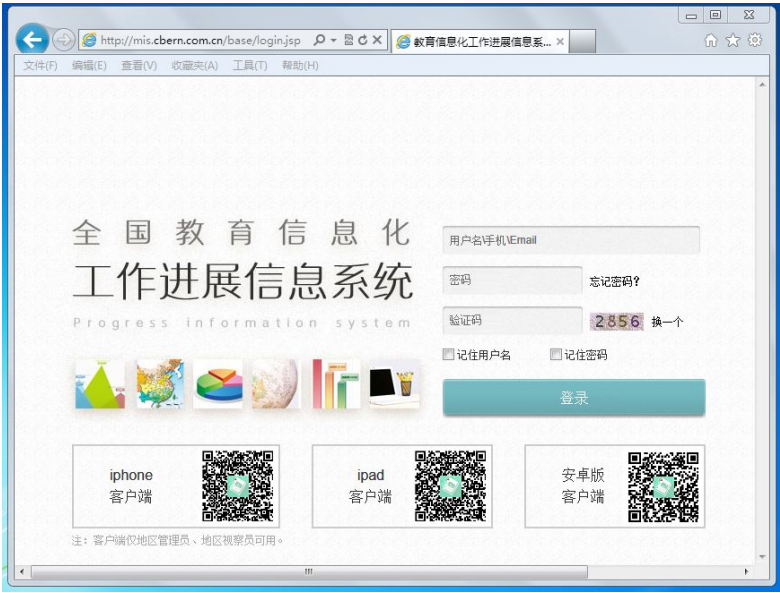 http://mis.cbern.com.cn/base/login.jsp
教育信息化工作进展信息系...
文件(F) 编辑(E) 查看(V) 收藏夹(A) 工具(T) 帮助(H)
全国教育信息化
工作进展信息系统
Progress information system
用户名\手机\Email
密码
忘记密码?
验证码
2856
换一个
记住用户名
记住密码
登录
iphone
客户端
ipad
客户端
安卓版
客户端
注：客户端仅地区管理员、地区视察员可用。